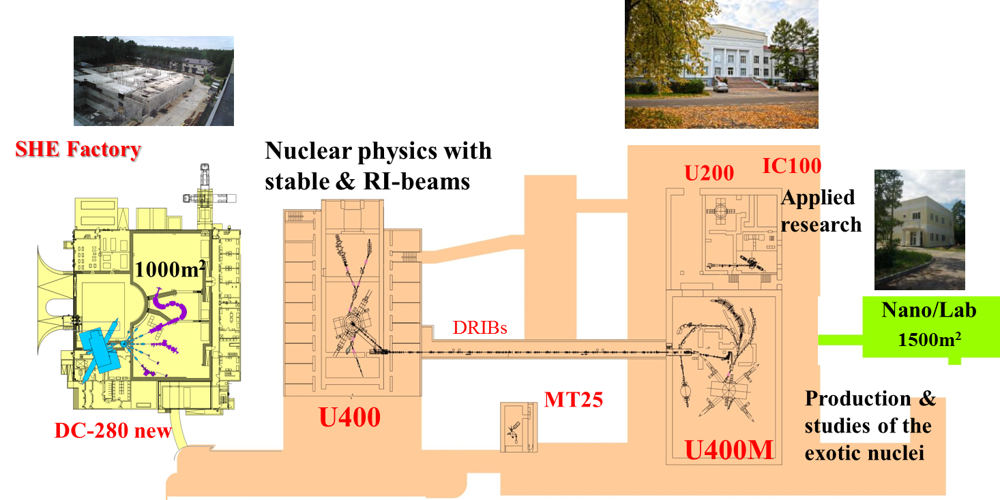 SHE Factory
Nuclear physics with
stable & RI-beams
U200
IC100
Applied
research
1000m²
DRIBs
Nano/Lab
1500m²
MT25
U400
DC-280 new
U400M
Production &
studies of the
exotic nuclei